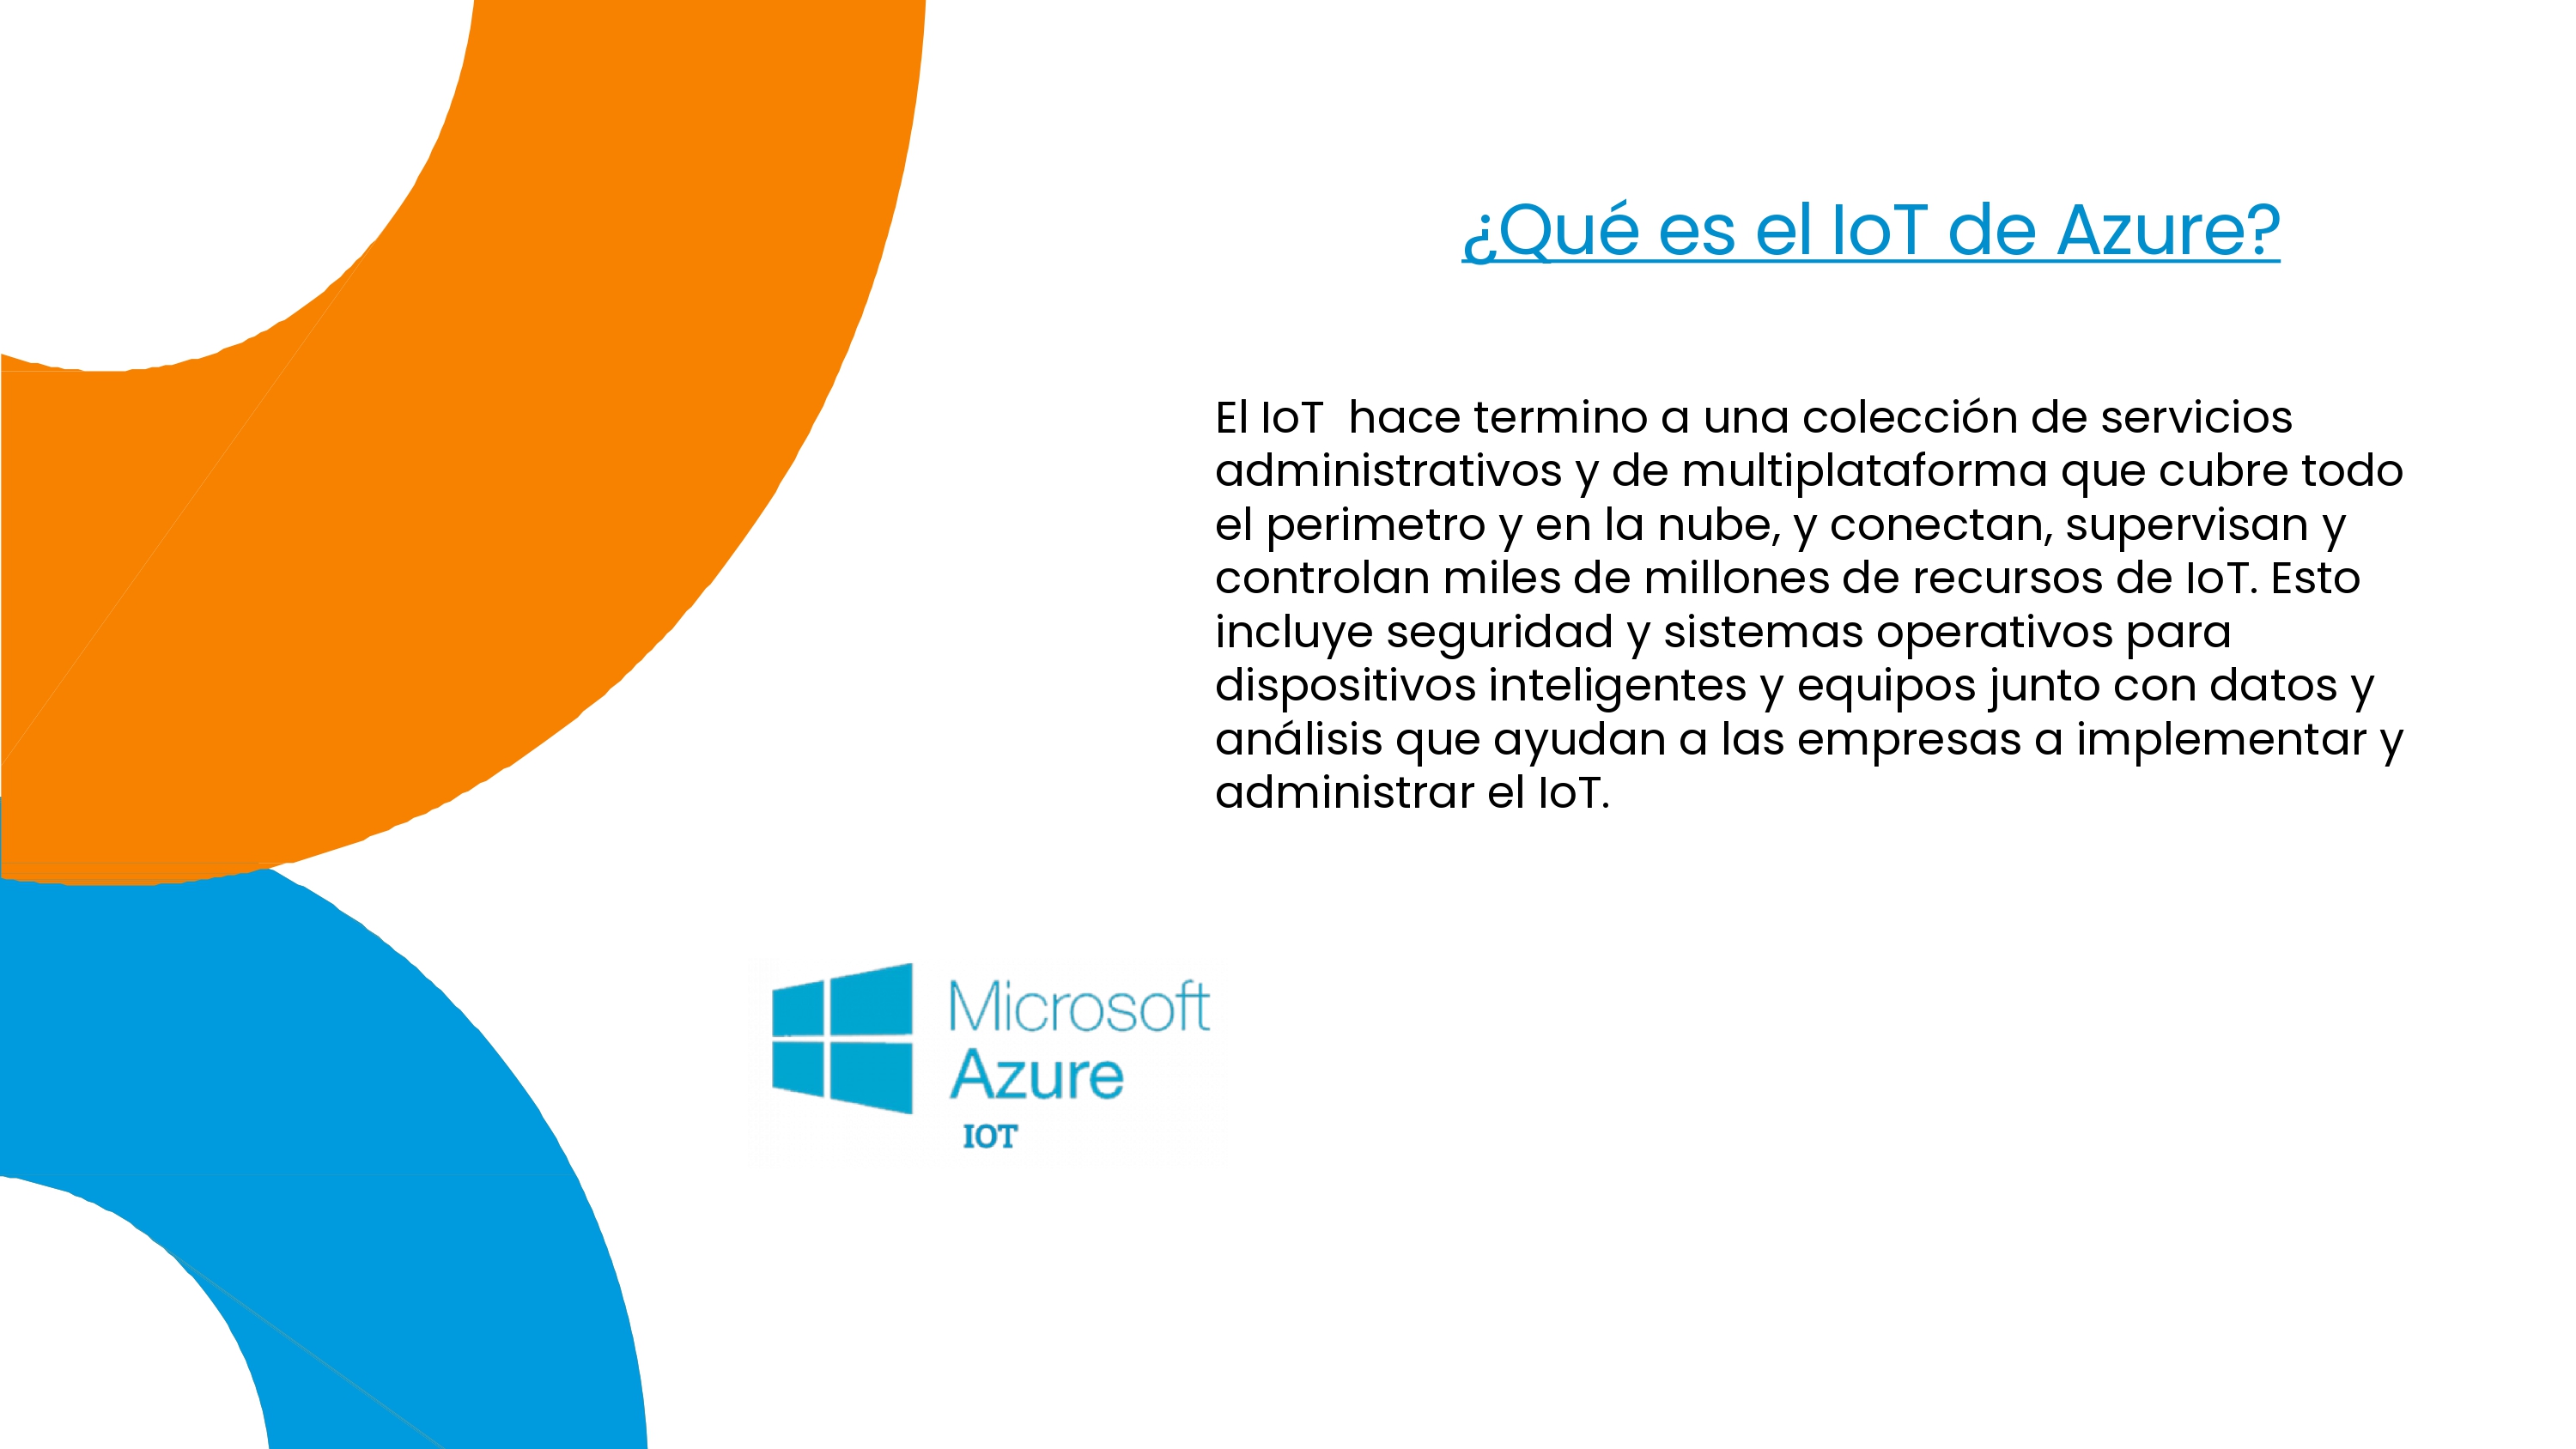 ¿Qué es el IoT de Azure?
El IoT  hace termino a una colección de servicios
administrativos y de multiplataforma que cubre todo
el perimetro y en la nube, y conectan, supervisan y
controlan miles de millones de recursos de IoT. Esto
incluye seguridad y sistemas operativos para
dispositivos inteligentes y equipos junto con datos y
análisis que ayudan a las empresas a implementar y
administrar el IoT.
Microsoft
Azure
IOT